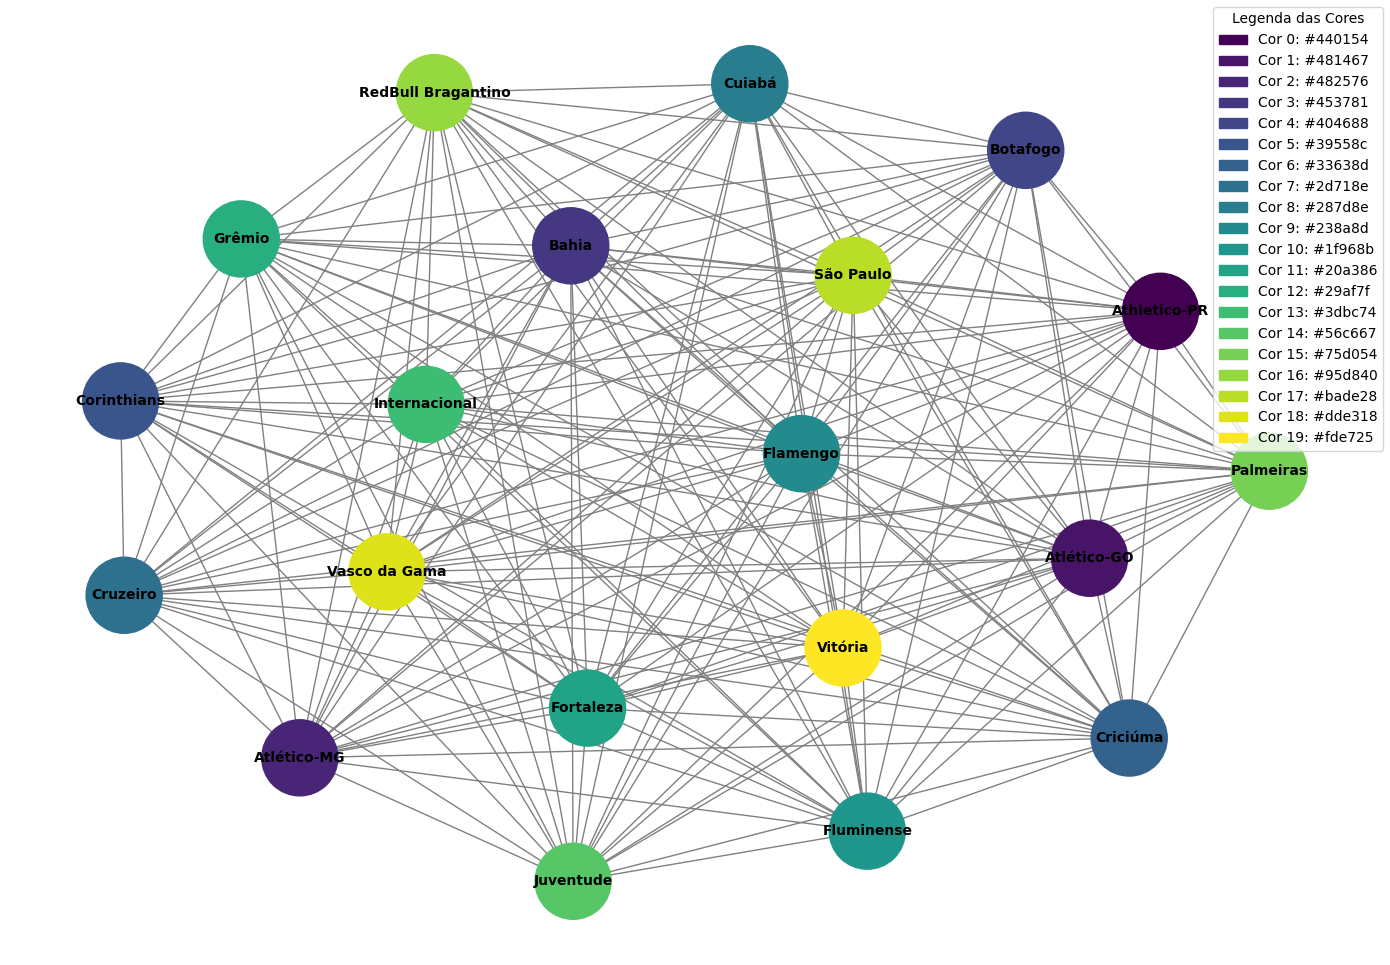 Legenda das Cores
Cor 0: #440154
Cor 1: #481467
Cor 2: #482576
Cor 3: #453781
Cor 4: #404688
Cor 5: #39558c
Cor 6: #33638d
Cor 7: #2d718e
Cor 8: #287d8e
Cor 9: #238a8d
Cor 10: #1f968b
Cor 11: #20a386
Cor 12: #29af7f
Cor 13: #3dbc74
Cor 14: #56c667
Cor 15: #75d054
Cor 16: #95d840
Cor 17: #bade28
Cor 18: #dde318
Cor 19: #fde725
Cuiabá
RedBull Bragantino
Botafogo
Grêmio
Bahia
São Paulo
Athletico-PR
Corinthians
Internacional
Flamengo
Palmeiras
Atlético-GO
Vasco da Gama
Cruzeiro
Vitória
Fortaleza
Criciúma
Atlético-MG
Fluminense
Juventude